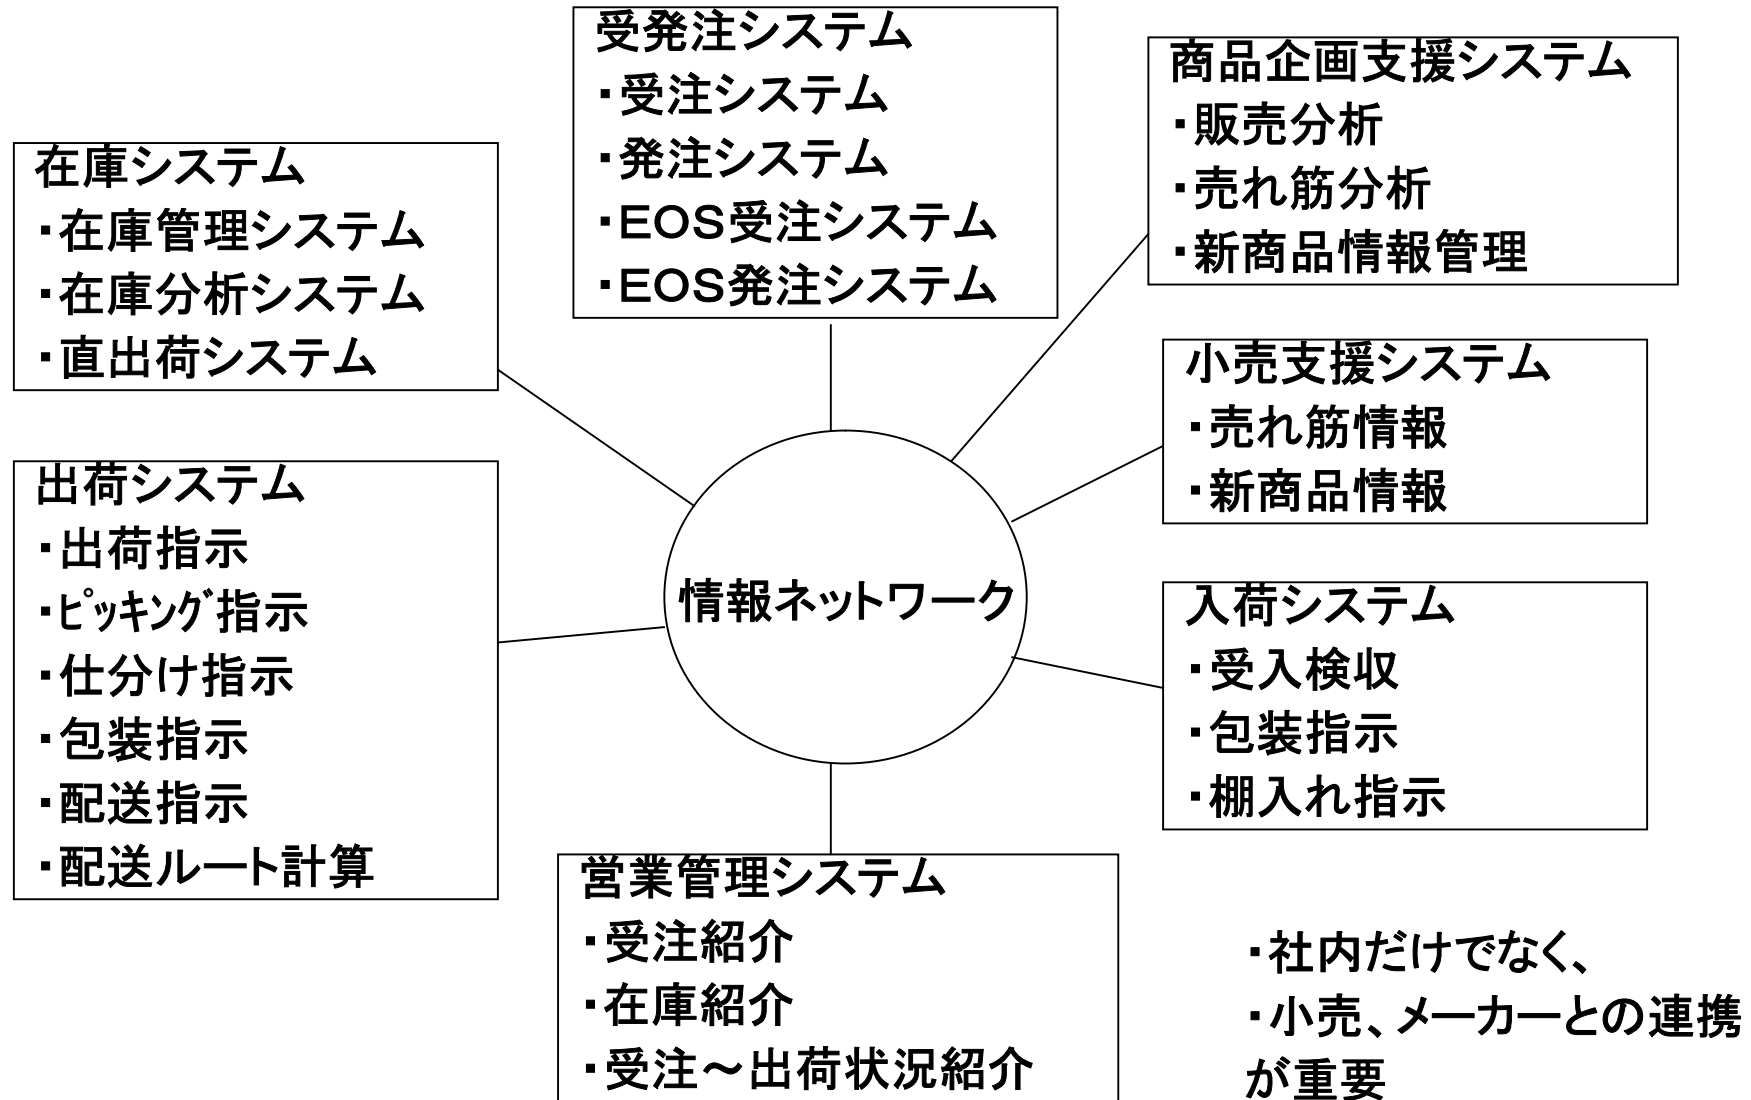 受発注システム
・受注システム
・発注システム
・ＥＯＳ受注システム
・ＥＯＳ発注システム
商品企画支援システム
・販売分析
・売れ筋分析
・新商品情報管理
在庫システム
・在庫管理システム
・在庫分析システム
・直出荷システム
小売支援システム
・売れ筋情報
・新商品情報
出荷システム
・出荷指示
・ﾋﾟｯｷﾝｸﾞ指示
・仕分け指示
・包装指示
・配送指示
・配送ルート計算
情報ネットワーク
入荷システム
・受入検収
・包装指示
・棚入れ指示
営業管理システム
・受注紹介
・在庫紹介
・受注～出荷状況紹介
・社内だけでなく、
・小売、メーカーとの連携
が重要